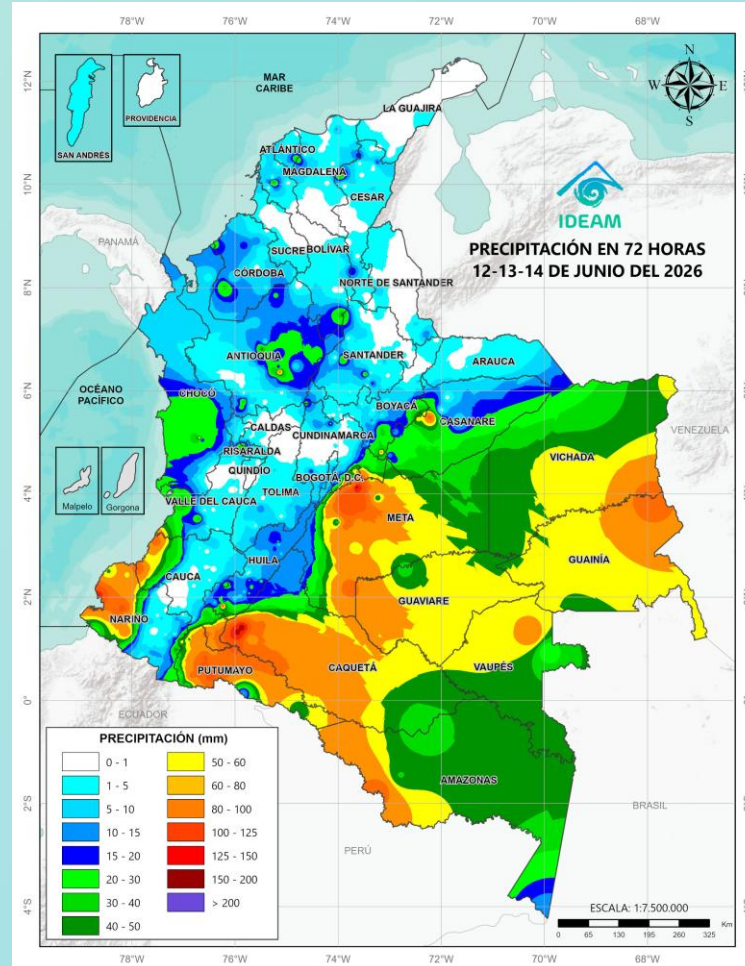 78°W 76°W 74°W 72°W 70°W 68°W
12°N
10°N
8°N
6°N
4°N
2°N
0°
2°S
4°S
N
W E
S
SAN ANDRÉS
PROVIDENCIA
MAR
CARIBE
LA GUAJIRA
ATLÁNTICO
MAGDALENA
CESAR
IDEAM
PRECIPITACIÓN EN 72 HORAS
12-13-14 DE JUNIO DEL 2026
PANAMÁ
SUCRE
BOLÍVAR
CÓRDOBA
NORTE DE SANTANDER
ANTIOQUIA
SANTANDER
ARAUCA
OCÉANO
PACÍFICO
CHOCÓ
BOYACÁ
CASANARE
VENEZUELA
CALDAS
CUNDINAMARCA
RISARALDA
VICHADA
QUINDÍO
BOGOTÁ, D.C.
Malpelo
Gorgona
VALLE DEL CAUCA
TOLIMA
META
HUILA
GUAINÍA
CAUCA
GUAVIARE
NARIÑO
PUTUMAYO
CAQUETÁ
VAUPÉS
ECUADOR
AMAZONAS
BRASIL
PERÚ
PRECIPITACIÓN (mm)
0 - 1
1 - 5
5 - 10
10 - 15
15 - 20
20 - 30
30 - 40
40 - 50
50 - 60
60 - 80
80 - 100
100 - 125
125 - 150
150 - 200
> 200
ESCALA: 1:7.500.000
0 65 130 195 260 325 Km
78°W 76°W 74°W 72°W 70°W 68°W